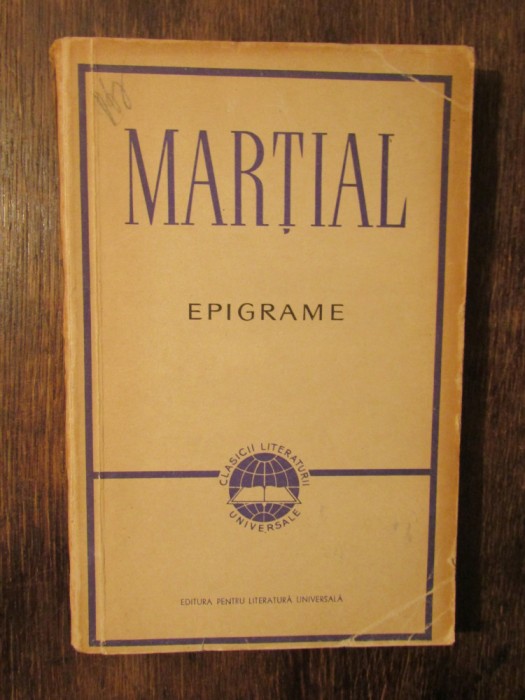 MARȚIAL
EPIGRAME
CLASICII LITERATURII
UNIVERSALE
EDITURA PENTRU LITERATURĂ UNIVERSALĂ